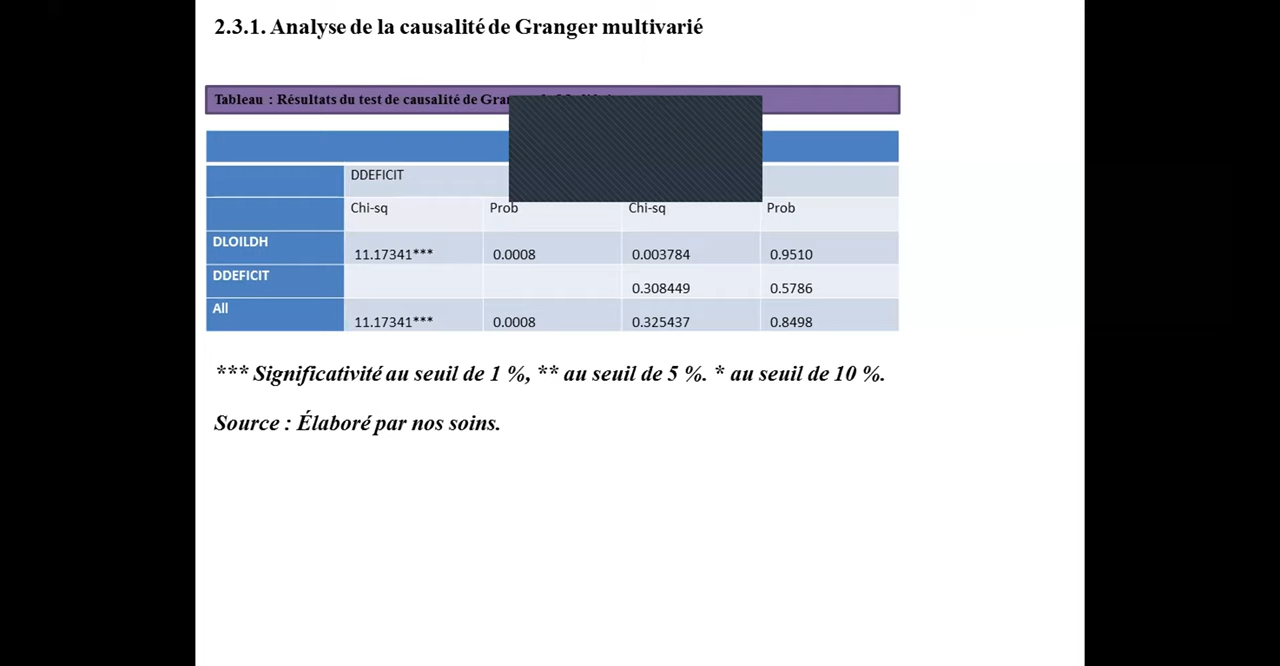 2.3.1. Analyse de la causalité de Granger multivarié
Tableau : Résultats du test de causalité de
DDEFICIT
Chi-sq Prob Chi-sq Prob
DLOILDH 11.17341*** 0.0008 0.003784 0.9510
DDEFICIT 0.308449 0.5786
All 11.17341*** 0.0008 0.325437 0.8498
*** Significativité au seuil de 1 %, ** au seuil de 5 %. * au seuil de 10 %.
Source : Élaboré par nos soins.